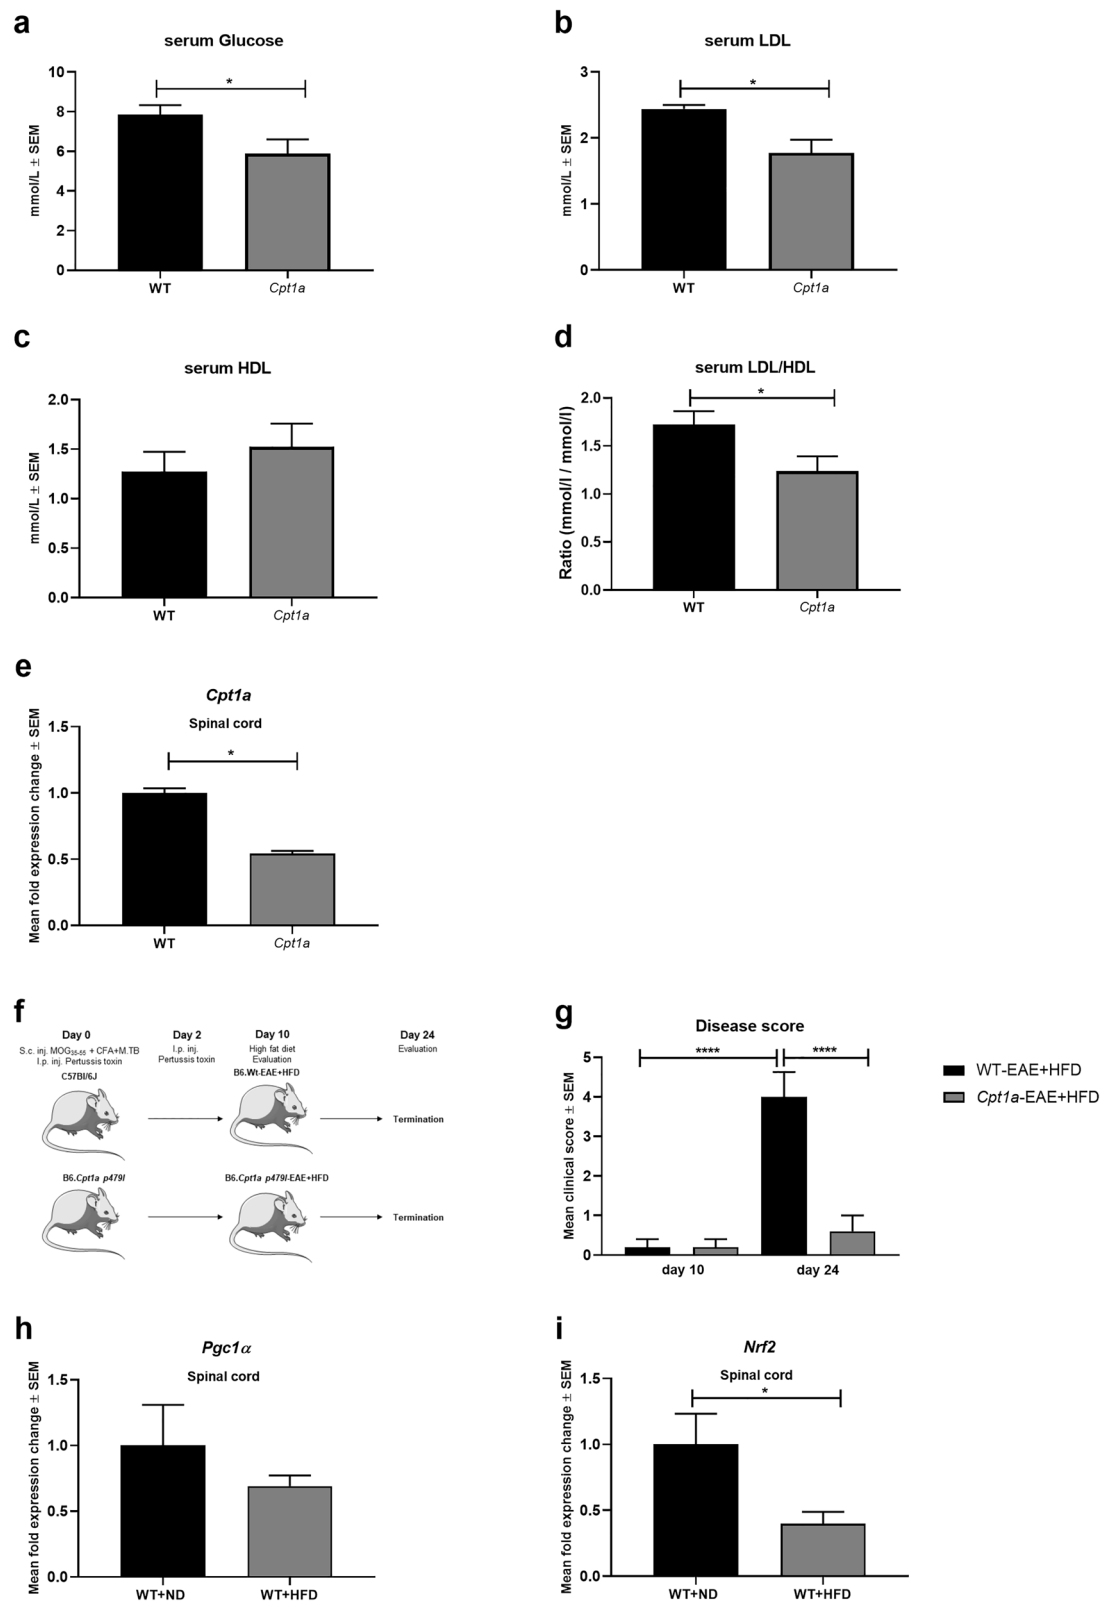 a
serum Glucose
mmol/L ± SEM
10
8
6
4
2
0
*
WT
Cpt1a
b
serum LDL
mmol/L ± SEM
3
2
1
0
*
WT
Cpt1a
c
serum HDL
mmol/L ± SEM
2.0
1.5
1.0
0.5
0.0
WT
Cpt1a
d
serum LDL/HDL
Ratio (mmol/l / mmol/l)
2.0
1.5
1.0
0.5
0.0
*
WT
Cpt1a
e
Cpt1a
Spinal cord
Mean fold expression change ± SEM
1.5
1.0
0.5
0.0
*
WT
Cpt1a
f
Day 0
S.c. inj. MOG35-55 + CFA+M.TB
I.p. inj. Pertussis toxin
C57Bl/6J
Day 2
I.p. inj.
Pertussis toxin
Day 10
High fat diet
Evaluation
B6.Wt-EAE+HFD
Day 24
Evaluation
Termination
B6.Cpt1a p479l
B6.Cpt1a p479l-EAE+HFD
Termination
g
Disease score
Mean clinical score ± SEM
5
4
3
2
1
0
****
****
day 10
day 24
WT-EAE+HFD
Cpt1a-EAE+HFD
h
Pgc1α
Spinal cord
Mean fold expression change ± SEM
1.5
1.0
0.5
0.0
WT+ND
WT+HFD
i
Nrf2
Spinal cord
Mean fold expression change ± SEM
1.5
1.0
0.5
0.0
*
WT+ND
WT+HFD